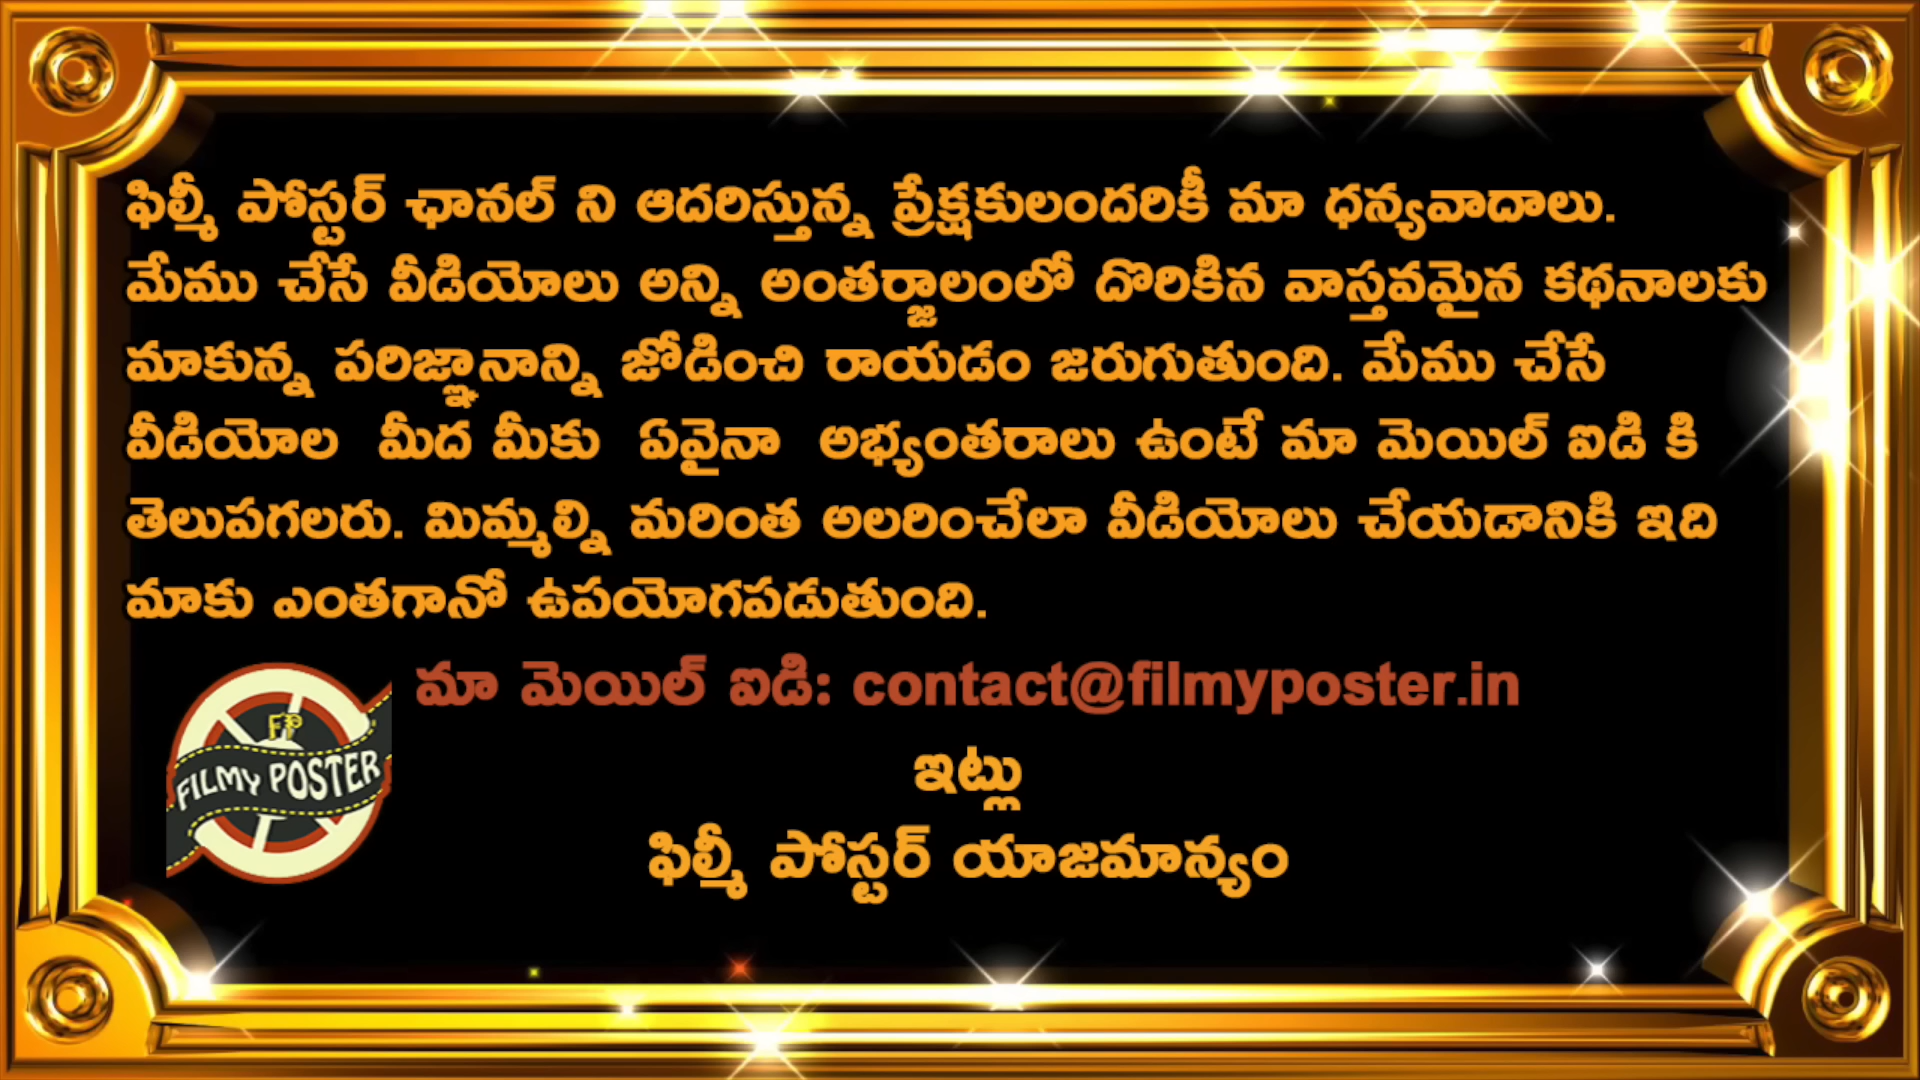 ఫిల్మీ పోస్టర్ ఛానల్ ని ఆదరిస్తున్న ప్రేక్షకులందరికీ మా ధన్యవాదాలు.
మేము చేసే వీడియోలు అన్ని అంతర్జాలంలో దొరికిన వాస్తవమైన కథనాలకు
మాకున్న పరిజ్ఞానాన్ని జోడించి రాయడం జరుగుతుంది. మేము చేసే
వీడియోల మీద మీకు ఏవైనా అభ్యంతరాలు ఉంటే మా మెయిల్ ఐడి కి
తెలుపగలరు. మిమ్మల్ని మరింత అలరించేలా వీడియోలు చేయడానికి ఇది
మాకు ఎంతగానో ఉపయోగపడుతుంది.
మా మెయిల్ ఐడి: contact@filmyposter.in
FP
FILMY POSTER
ఇట్లు
ఫిల్మీ పోస్టర్ యాజమాన్యం